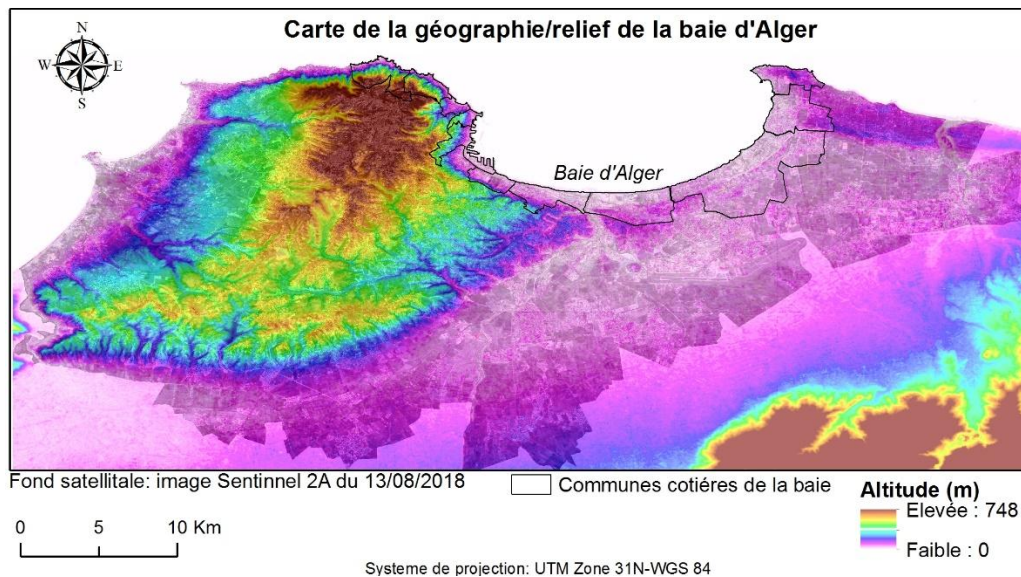 Carte de la géographie/relief de la baie d'Alger
N
W E
S
Baie d'Alger
Fond satellitale: image Sentinnel 2A du 13/08/2018
Communes cotiéres de la baie
Altitude (m)
Elevée : 748
Faible : 0
0 5 10 Km
Systeme de projection: UTM Zone 31N-WGS 84